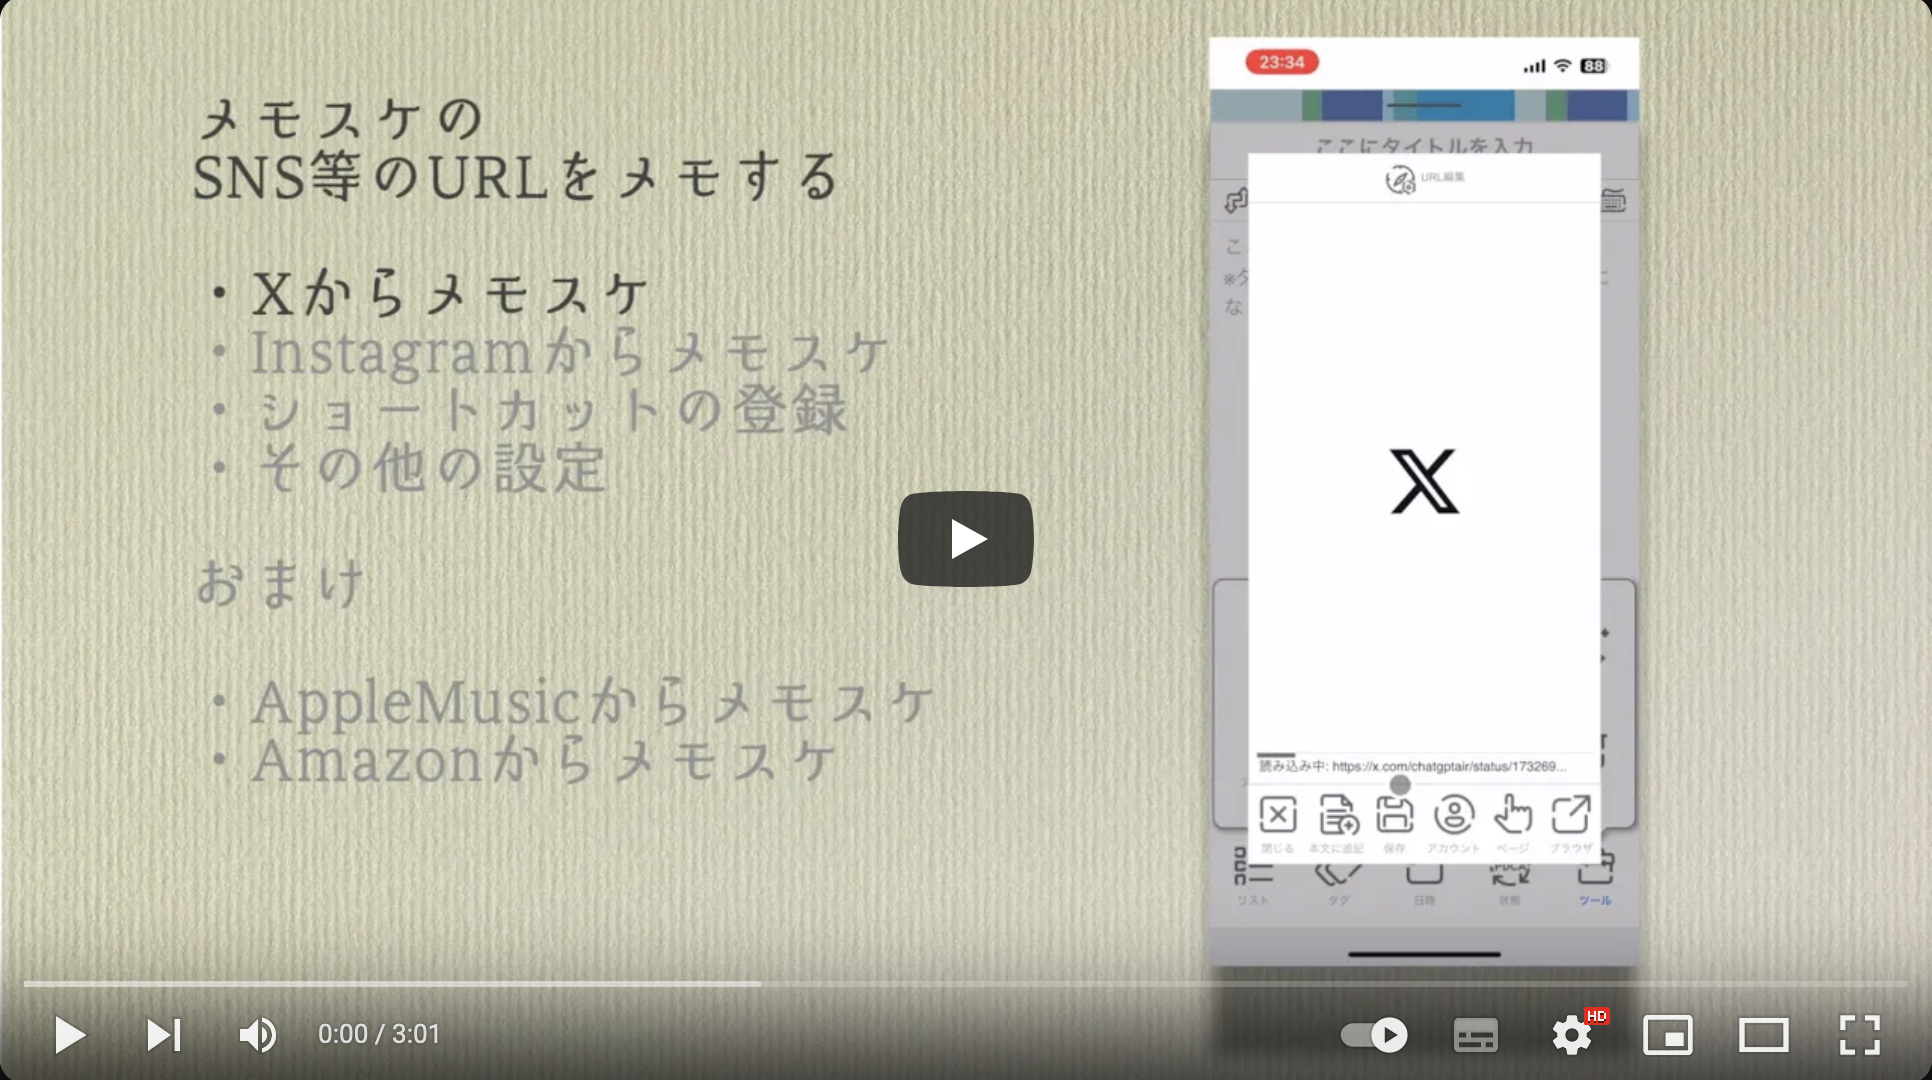 メモスケの
SNS等のURLをメモする
・Xからメモスケ
・Instagramからメモスケ
・ショートカットの登録
・その他の設定
おまけ
・AppleMusicからメモスケ
・Amazonからメモスケ
23:34
88
ここにタイトルを入力
URL編集
こ
※タ
な
に
読み込み中: https://x.com/chatgptair/status/173269...
閉じる 本文に追記 保存 アカウント ページ ブラウザ
リスト タグ 日時 状態 ツール
0:00 / 3:01
HD